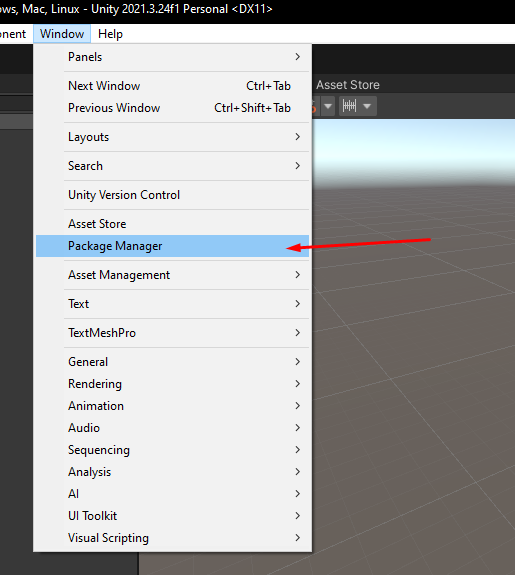 ows, Mac, Linux - Unity 2021.3.24f1 Personal <DX11>
onent Window Help
Panels
Next Window Ctrl+Tab
Asset Store
Previous Window Ctrl+Shift+Tab
Layouts
Search
Unity Version Control
Asset Store
Package Manager
Asset Management
Text
TextMeshPro
General
Rendering
Animation
Audio
Sequencing
Analysis
AI
UI Toolkit
Visual Scripting